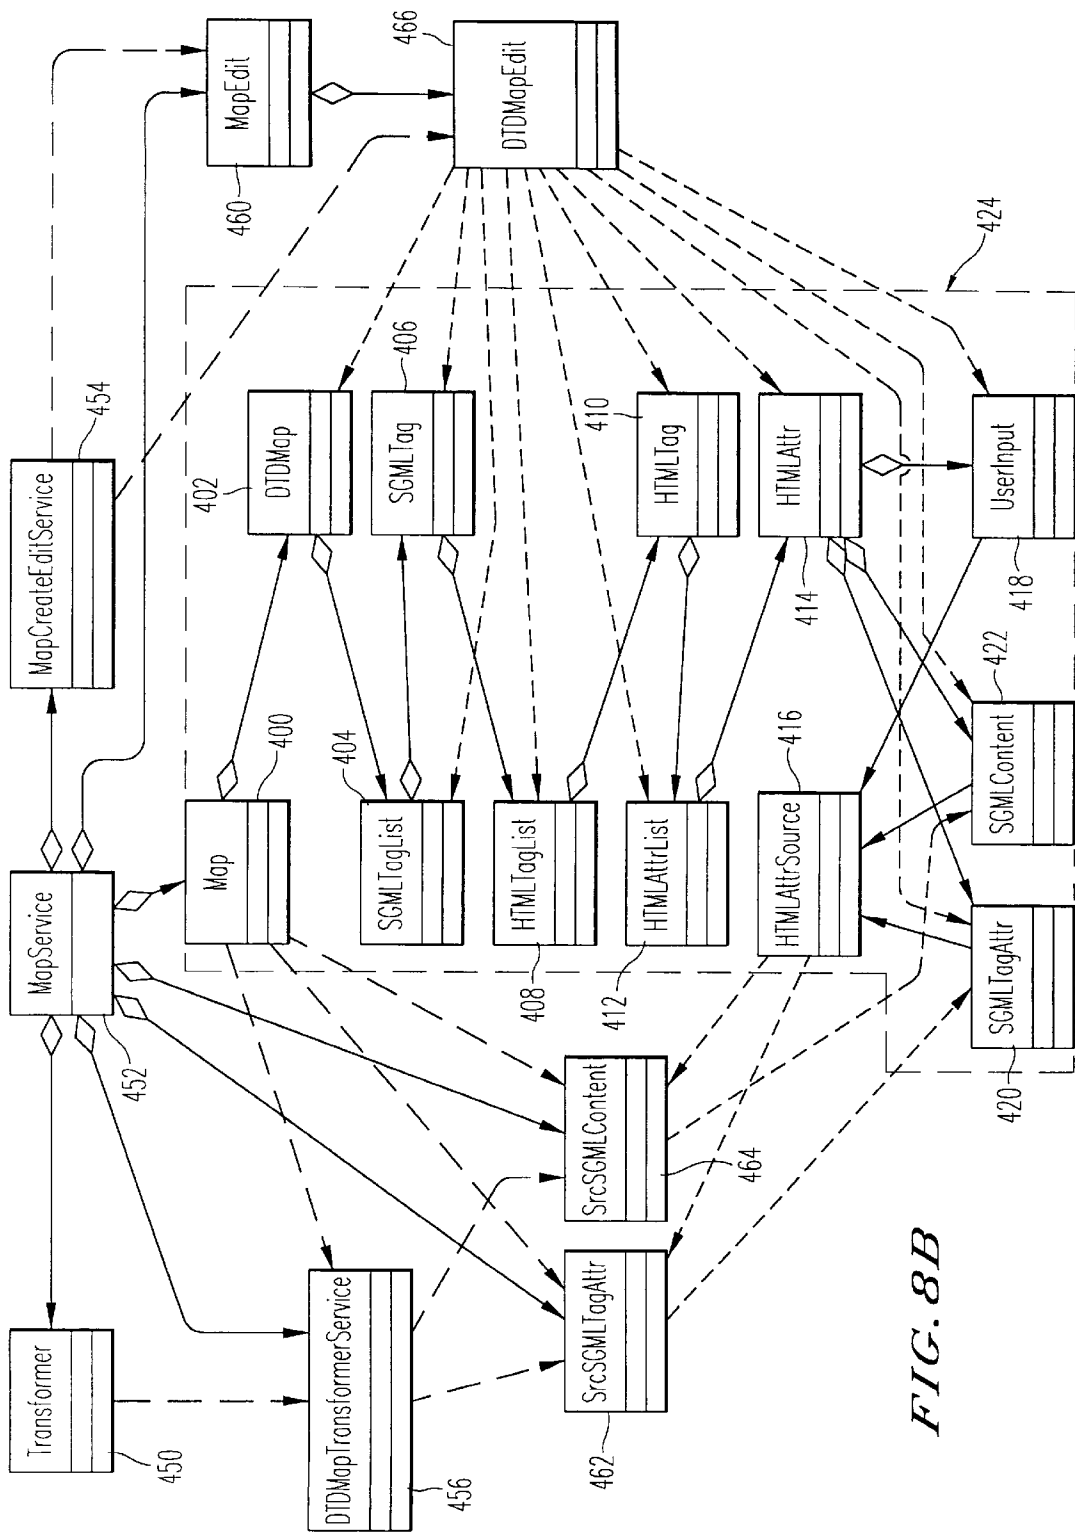 Transformer
450
MapService
452
MapCreateEditService
454
MapEdit
460
DTDMapTransformerService
456
Map
400
DTDMap
402
SGMLTagList
404
SGMLTag
406
DTDMapEdit
466
HTMLTagList
408
SrcSGMLTagAttr
462
SrcSGMLContent
464
HTMLAttrList
412
HTMLTag
410
HTMLAttrSource
416
HTMLAttr
414
SGMLTagAttr
420
SGMLContent
422
UserInput
418
424
FIG. 8B